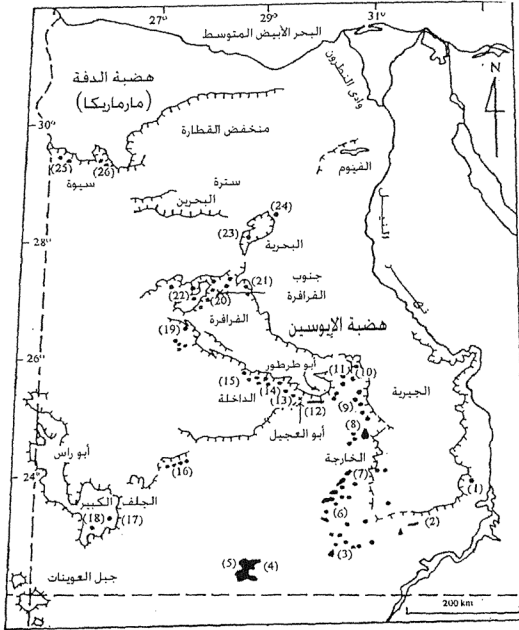 27° 29° 31°
البحر الأبيض المتوسط
هضبة الدفة
(مارماريكا)
N
وادى النطرون
30°
منخفض القطارة
(25) (26)
سيوة
سترة
البحرين
الفيوم
النيل
28°
(24)
(23)
البحرية
(22) (20) (21)
جنوب
الفرافرة
الفرافرة
هضبة الإيوسين
(19)
26°
أبو طرطور
(15) (14) (13) (12)
(11) (10)
الداخلة
أبو العجيل
(9)
الجيرية
(8)
أبو راس
الخارجة
(16)
(7)
24°
الجلف
الكبير
(18) (17)
(6)
(1)
(2)
(3)
(5) (4)
جبل العوينات
200 km